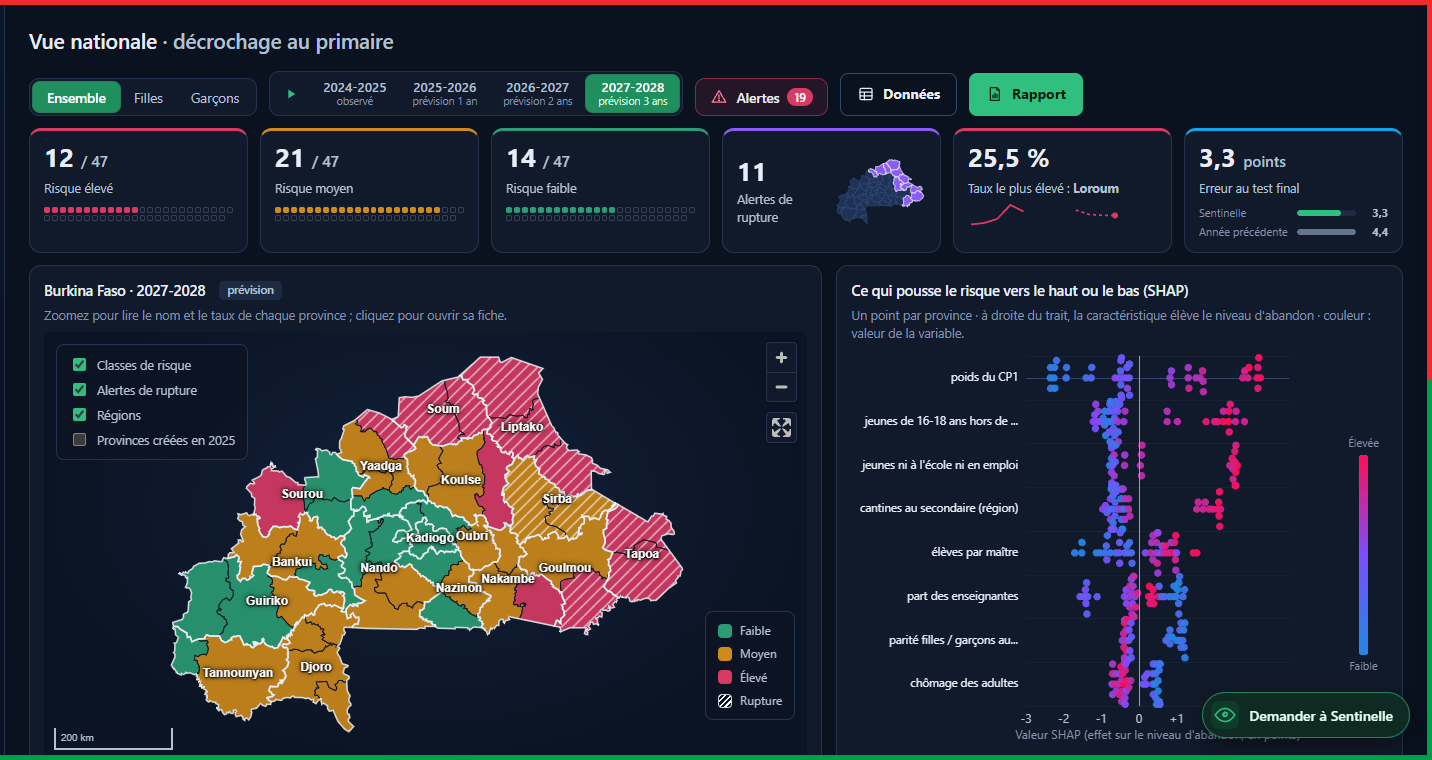 Vue nationale · décrochage au primaire
Ensemble
Filles
Garçons
2024-2025
observé
2025-2026
prévision 1 an
2026-2027
prévision 2 ans
2027-2028
prévision 3 ans
Alertes 19
Données
Rapport
12 / 47
Risque élevé
21 / 47
Risque moyen
14 / 47
Risque faible
11
Alertes de
rupture
25,5 %
Taux le plus élevé : Loroum
3,3 points
Erreur au test final
Sentinelle 3,3
Année précédente 4,4
Burkina Faso · 2027-2028 prévision
Zoomez pour lire le nom et le taux de chaque province ; cliquez pour ouvrir sa fiche.
Classes de risque
Alertes de rupture
Régions
Provinces créées en 2025
+
−
Soum
Liptako
Yaadga
Koulse
Sourou
Sirba
Kadiogo
Oubri
Tapoa
Bankui
Nando
Goulmou
Nakambé
Nazinon
Guiriko
Djoro
Tannounyan
Faible
Moyen
Élevé
Rupture
200 km
Ce qui pousse le risque vers le haut ou le bas (SHAP)
Un point par province · à droite du trait, la caractéristique élève le niveau d'abandon · couleur :
valeur de la variable.
poids du CP1
jeunes de 16-18 ans hors de ...
jeunes ni à l'école ni en emploi
cantines au secondaire (région)
élèves par maître
part des enseignantes
parité filles / garçons au...
chômage des adultes
Élevée
Faible
-3 -2 -1 0 +1
Valeur SHAP (effet sur le niveau d'abandon, en points)
Demander à Sentinelle